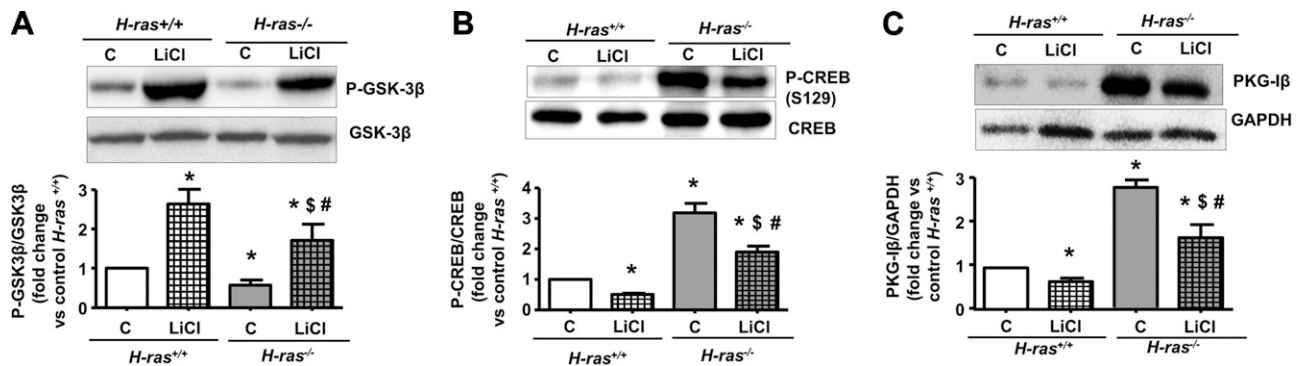 A
H-ras+/+
H-ras-/-
C
LiCl
C
LiCl
P-GSK-3β
GSK-3β
P-GSK3β/GSK3β
(fold change
vs control H-ras +/+)
3
2
1
0
*
*
* $ #
C
LiCl
C
LiCl
H-ras+/+
H-ras-/-
B
H-ras+/+
H-ras-/-
C
LiCl
C
LiCl
P-CREB
(S129)
CREB
P-CREB/CREB
(fold change
vs control H-ras +/+)
4
3
2
1
0
*
*
* $ #
C
LiCl
C
LiCl
H-ras+/+
H-ras-/-
C
H-ras+/+
H-ras-/-
C
LiCl
C
LiCl
PKG-Iβ
GAPDH
PKG-Iβ/GAPDH
(fold change vs
control H-ras +/+)
3
2
1
0
*
*
* $ #
C
LiCl
C
LiCl
H-ras+/+
H-ras-/-